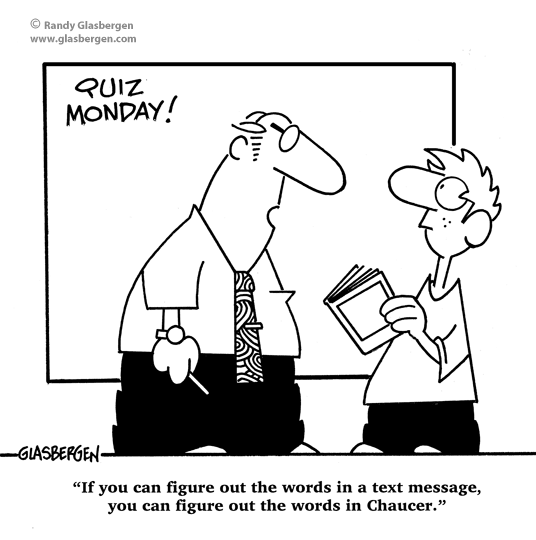 © Randy Glasbergen
www.glasbergen.com
QUIZ
MONDAY!
GLASBERGEN
“If you can figure out the words in a text message,
you can figure out the words in Chaucer.”